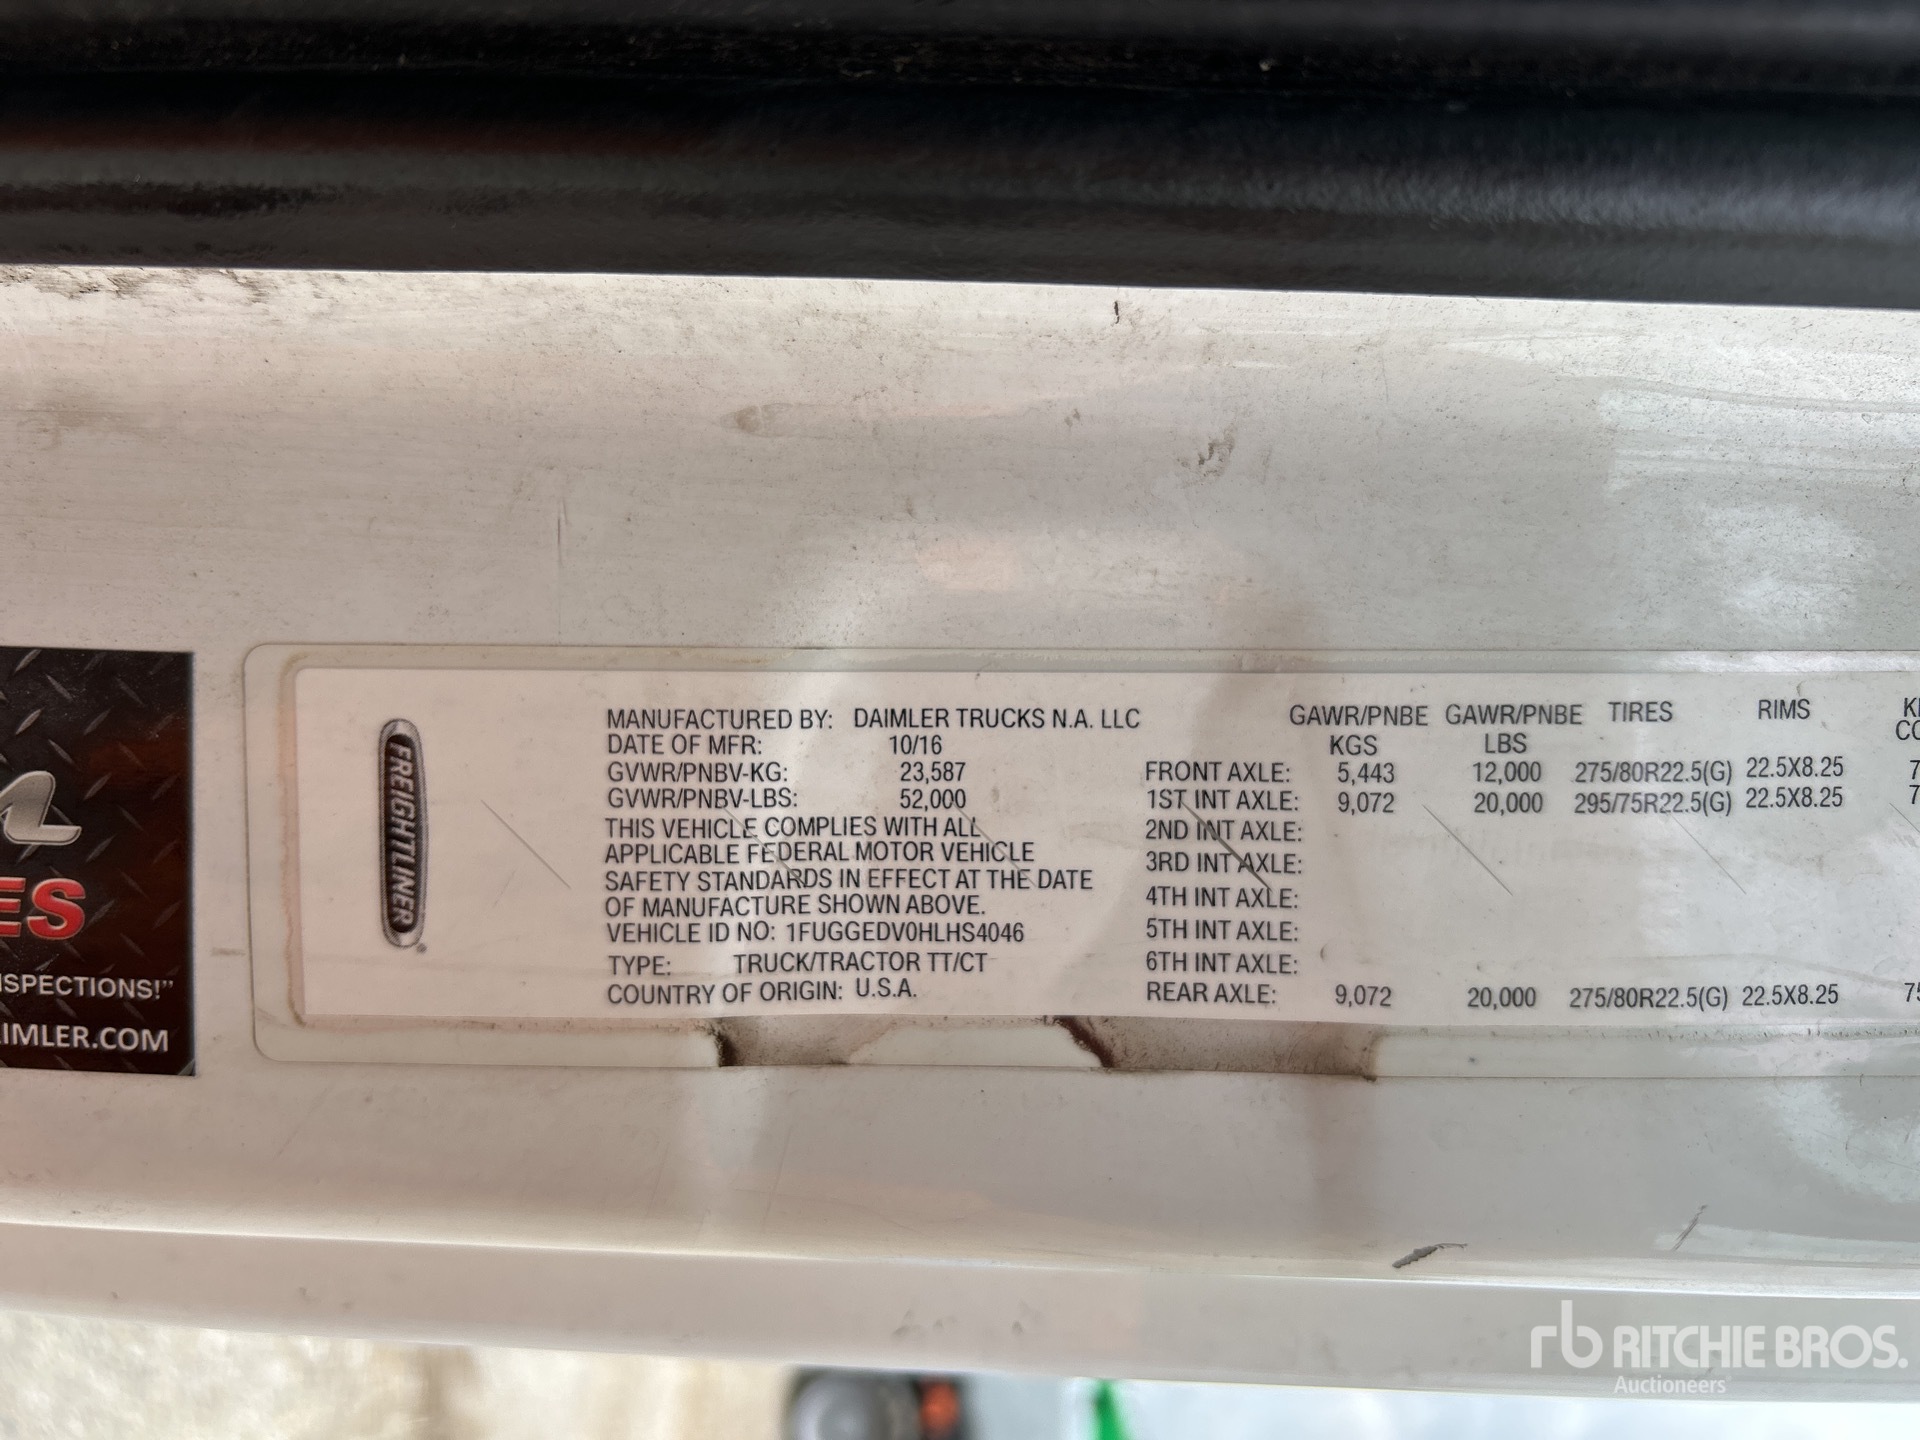 ES
SPECTIONS!"
IMLER.COM
FREIGHTLINER®
MANUFACTURED BY: DAIMLER TRUCKS N.A. LLC
DATE OF MFR: 10/16
GVWR/PNBV-KG: 23,587
GVWR/PNBV-LBS: 52,000
THIS VEHICLE COMPLIES WITH ALL
APPLICABLE FEDERAL MOTOR VEHICLE
SAFETY STANDARDS IN EFFECT AT THE DATE
OF MANUFACTURE SHOWN ABOVE.
VEHICLE ID NO: 1FUGGEDV0HLHS4046
TYPE: TRUCK/TRACTOR TT/CT
COUNTRY OF ORIGIN: U.S.A.
GAWR/PNBE GAWR/PNBE TIRES RIMS
KGS LBS
FRONT AXLE: 5,443 12,000 275/80R22.5(G) 22.5X8.25
1ST INT AXLE: 9,072 20,000 295/75R22.5(G) 22.5X8.25
2ND INT AXLE:
3RD INT AXLE:
4TH INT AXLE:
5TH INT AXLE:
6TH INT AXLE:
REAR AXLE: 9,072 20,000 275/80R22.5(G) 22.5X8.25
rb RITCHIE BROS.
Auctioneers